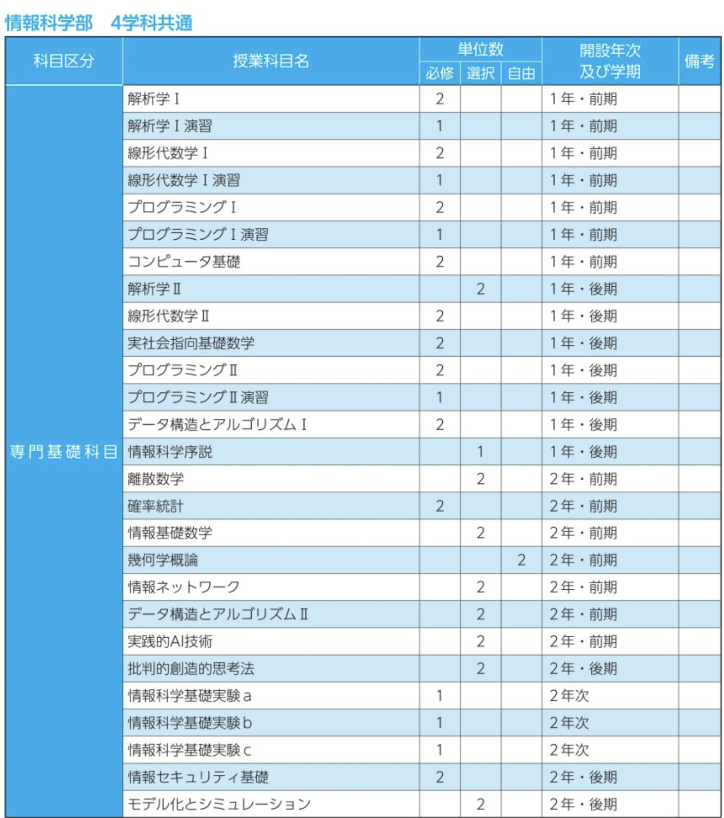 情報科学部　4学科共通
科目区分 授業科目名 単位数 開設年次及び学期 備考
必修 選択 自由
専門基礎科目
解析学Ⅰ 2 1年・前期
解析学Ⅰ演習 1 1年・前期
線形代数学Ⅰ 2 1年・前期
線形代数学Ⅰ演習 1 1年・前期
プログラミングⅠ 2 1年・前期
プログラミングⅠ演習 1 1年・前期
コンピュータ基礎 2 1年・前期
解析学Ⅱ 2 1年・後期
線形代数学Ⅱ 2 1年・後期
実社会指向基礎数学 2 1年・後期
プログラミングⅡ 2 1年・後期
プログラミングⅡ演習 1 1年・後期
データ構造とアルゴリズムⅠ 2 1年・後期
情報科学序説 1 1年・後期
離散数学 2 2年・前期
確率統計 2 2年・前期
情報基礎数学 2 2年・前期
幾何学概論 2 2年・前期
情報ネットワーク 2 2年・前期
データ構造とアルゴリズムⅡ 2 2年・前期
実践的AI技術 2 2年・前期
批判的創造的思考法 2 2年・後期
情報科学基礎実験a 1 2年次
情報科学基礎実験b 1 2年次
情報科学基礎実験c 1 2年次
情報セキュリティ基礎 2 2年・後期
モデル化とシミュレーション 2 2年・後期